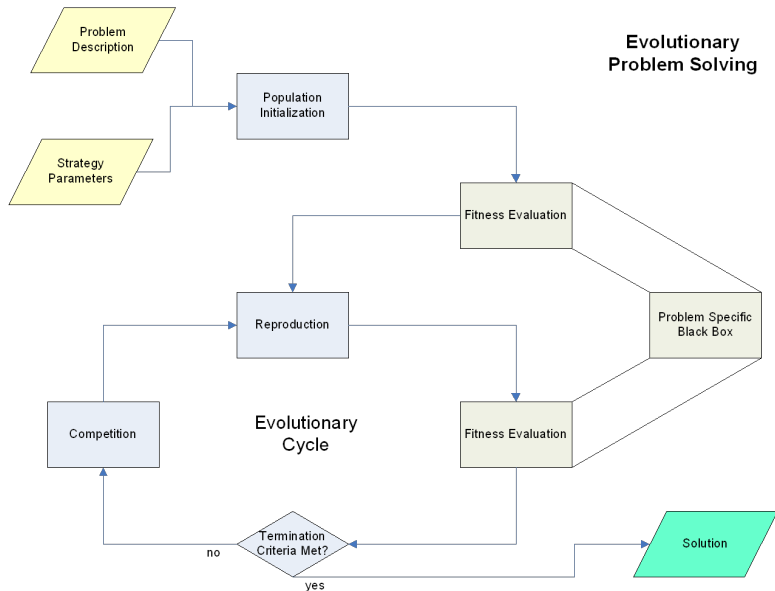 Problem
Description
Evolutionary
Problem Solving
Population
Initialization
Strategy
Parameters
Fitness Evaluation
Reproduction
Problem Specific
Black Box
Competition
Evolutionary
Cycle
Fitness Evaluation
Termination
Criteria Met?
no
yes
Solution